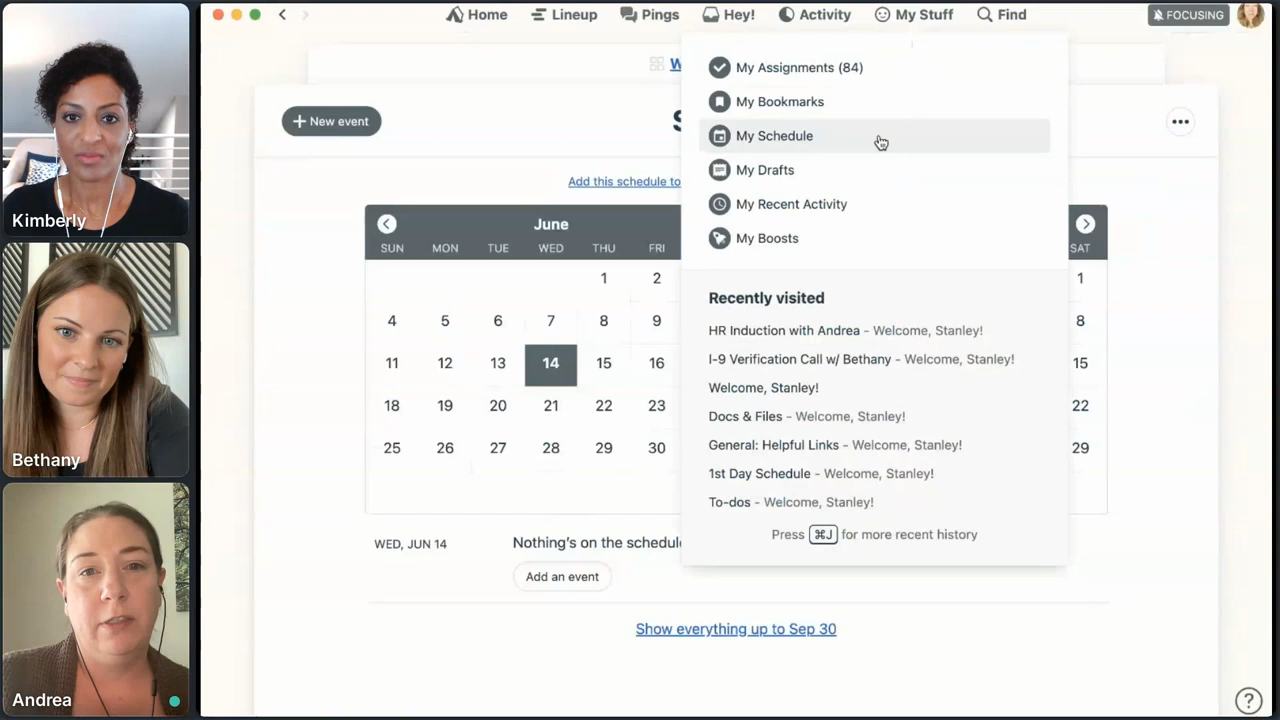 Home Lineup Pings Hey! Activity My Stuff Find FOCUSING
W
My Assignments (84)
My Bookmarks
My Schedule
My Drafts
My Recent Activity
My Boosts
+ New event
S
Add this schedule to
June
SUN MON TUE WED THU FRI SAT
1 2 1
4 5 6 7 8 9 8
11 12 13 14 15 16 15
18 19 20 21 22 23 22
25 26 27 28 29 30 29
Recently visited
HR Induction with Andrea - Welcome, Stanley!
I-9 Verification Call w/ Bethany - Welcome, Stanley!
Welcome, Stanley!
Docs & Files - Welcome, Stanley!
General: Helpful Links - Welcome, Stanley!
1st Day Schedule - Welcome, Stanley!
To-dos - Welcome, Stanley!
Press ⌘J for more recent history
WED, JUN 14
Nothing's on the schedule
Add an event
Show everything up to Sep 30
?
Kimberly
Bethany
Andrea